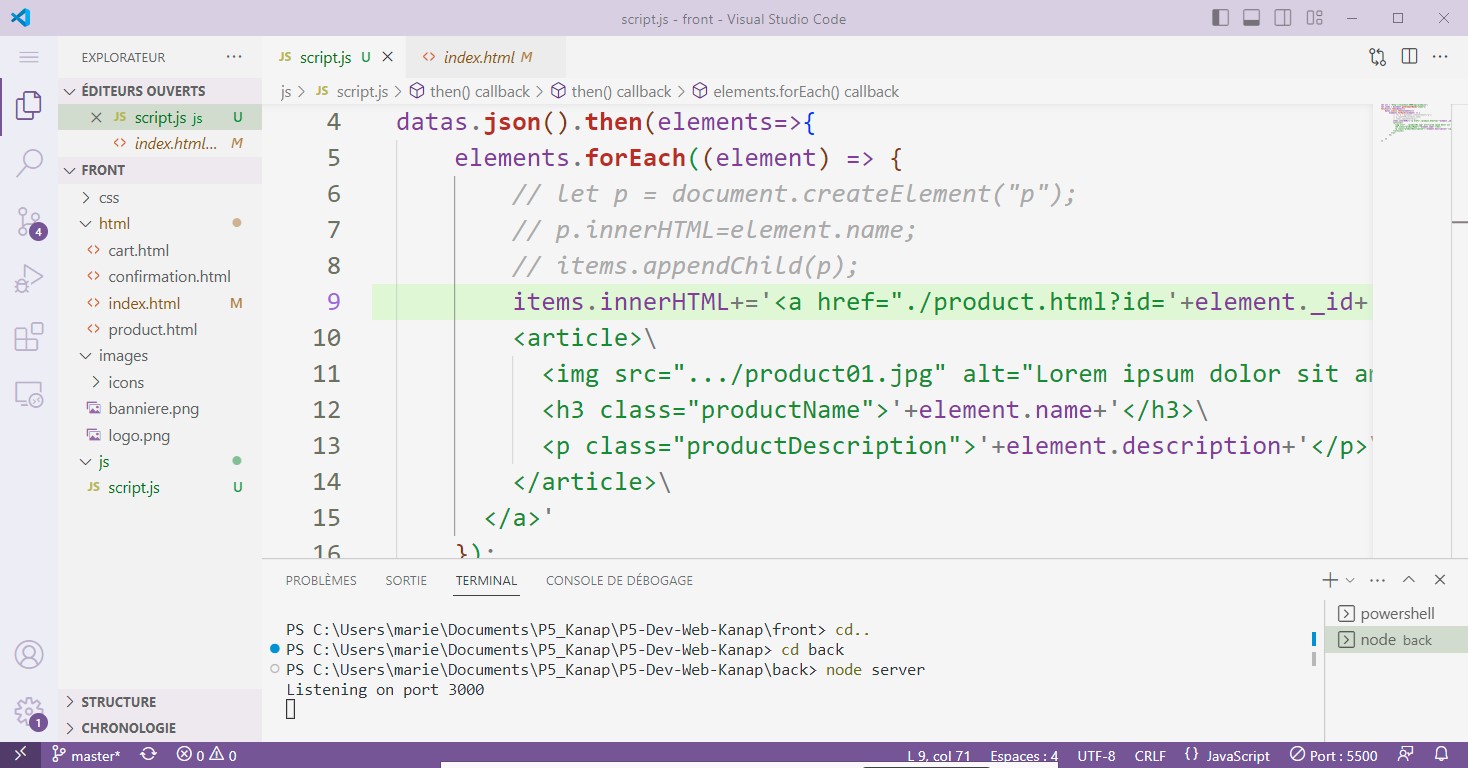 script.js - front - Visual Studio Code
EXPLORATEUR
ÉDITEURS OUVERTS
JS script.js js U
<> index.html... M
FRONT
css
html
<> cart.html
<> confirmation.html
<> index.html M
<> product.html
images
icons
banniere.png
logo.png
js
JS script.js U
STRUCTURE
CHRONOLOGIE
4
1
JS script.js U
<> index.html M
js > JS script.js > then() callback > then() callback > elements.forEach() callback
4 datas.json().then(elements=>{
5 elements.forEach((element) => {
6 // let p = document.createElement("p");
7 // p.innerHTML=element.name;
8 // items.appendChild(p);
9 items.innerHTML+='<a href="./product.html?id='+element._id+
10 <article>\
11 <img src=".../product01.jpg" alt="Lorem ipsum dolor sit a
12 <h3 class="productName">'+element.name+'</h3>\
13 <p class="productDescription">'+element.description+'</p>\
14 </article>\
15 </a>'
16 });
PROBLÈMES SORTIE TERMINAL CONSOLE DE DÉBOGAGE
PS C:\Users\marie\Documents\P5_Kanap\P5-Dev-Web-Kanap\front> cd..
PS C:\Users\marie\Documents\P5_Kanap\P5-Dev-Web-Kanap> cd back
PS C:\Users\marie\Documents\P5_Kanap\P5-Dev-Web-Kanap\back> node server
Listening on port 3000
powershell
node back
master* 0 0 L 9, col 71 Espaces : 4 UTF-8 CRLF {} JavaScript Port : 5500